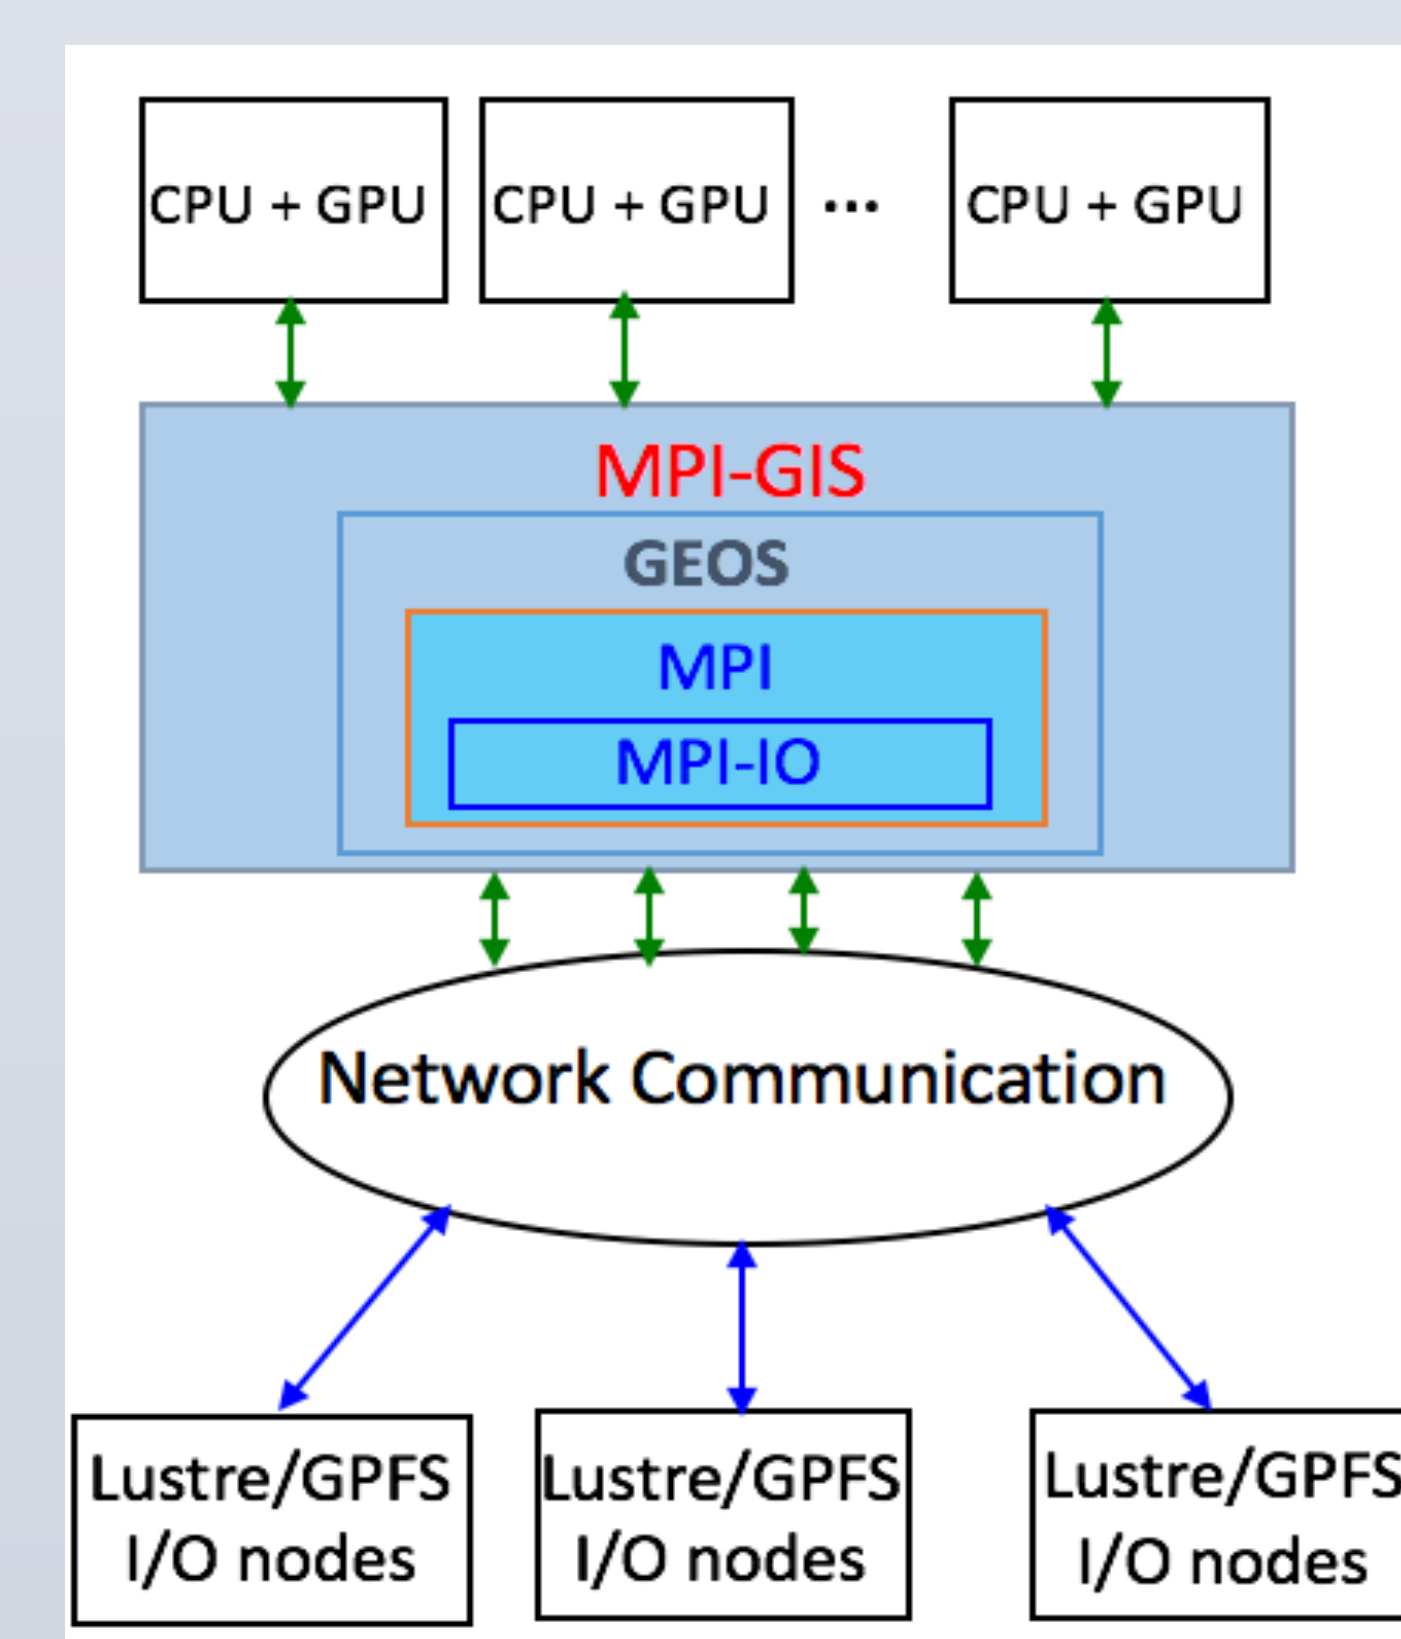 CPU + GPU CPU + GPU ... CPU + GPU
MPI-GIS
GEOS
MPI
MPI-IO
Network Communication
Lustre/GPFS
I/O nodes
Lustre/GPFS
I/O nodes
Lustre/GPFS
I/O nodes